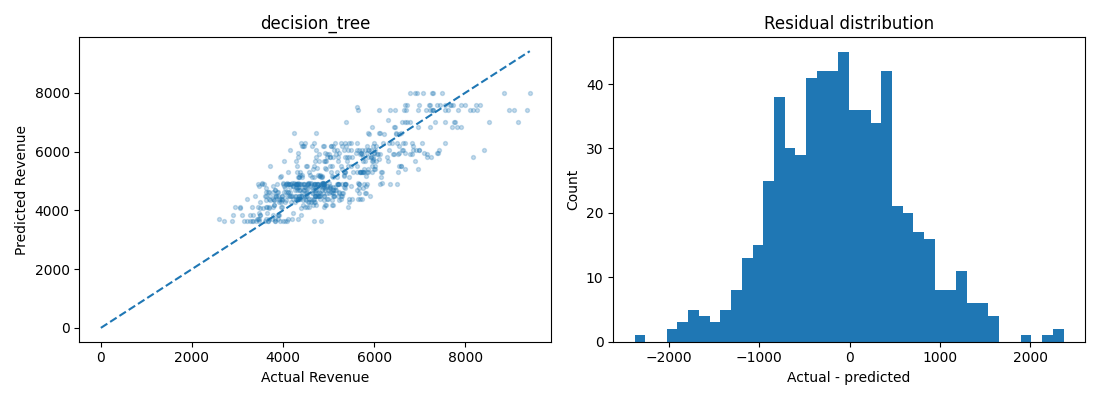 decision_tree
Predicted Revenue
8000
6000
4000
2000
0
0 2000 4000 6000 8000
Actual Revenue
Residual distribution
Count
40
30
20
10
0
−2000 −1000 0 1000 2000
Actual - predicted